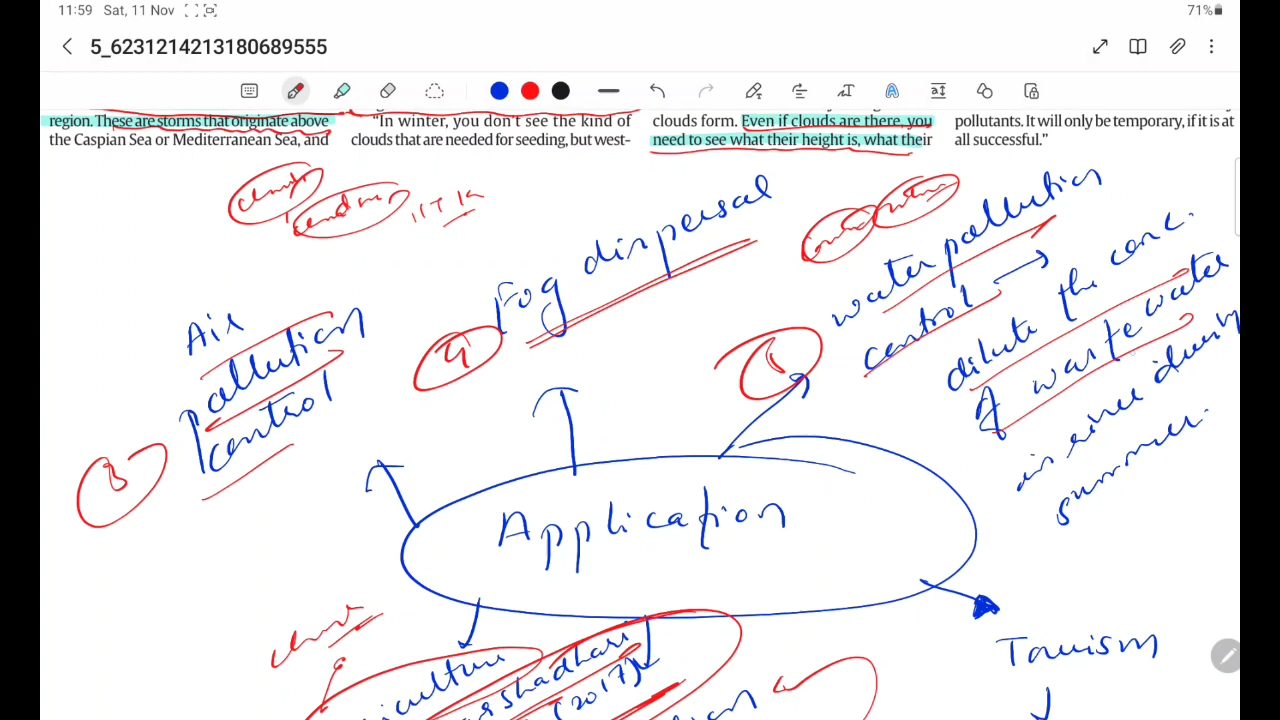 11:59 Sat, 11 Nov
71%
5_6231214213180689555
region. These are storms that originate above
the Caspian Sea or Mediterranean Sea, and
"In winter, you don't see the kind of
clouds that are needed for seeding, but west-
clouds form. Even if clouds are there, you
need to see what their height is, what their
pollutants. It will only be temporary, if it is at
all successful."
IIT K
Fog dispersal
4
water pollution
control →
dilute the conc.
of waste water
in river during
summer.
1
Air
pollution
control
3
Application
Tourism
iculture
arshadhari
(2017)